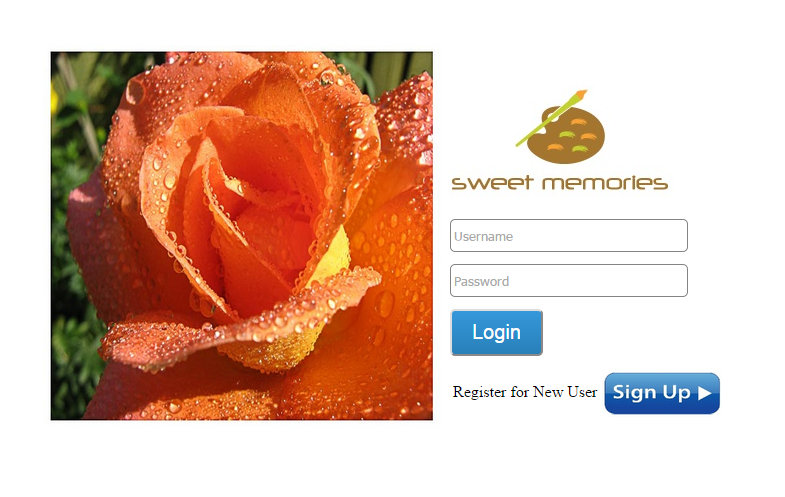 sweet memories
Username
Password
Login
Register for New User Sign Up